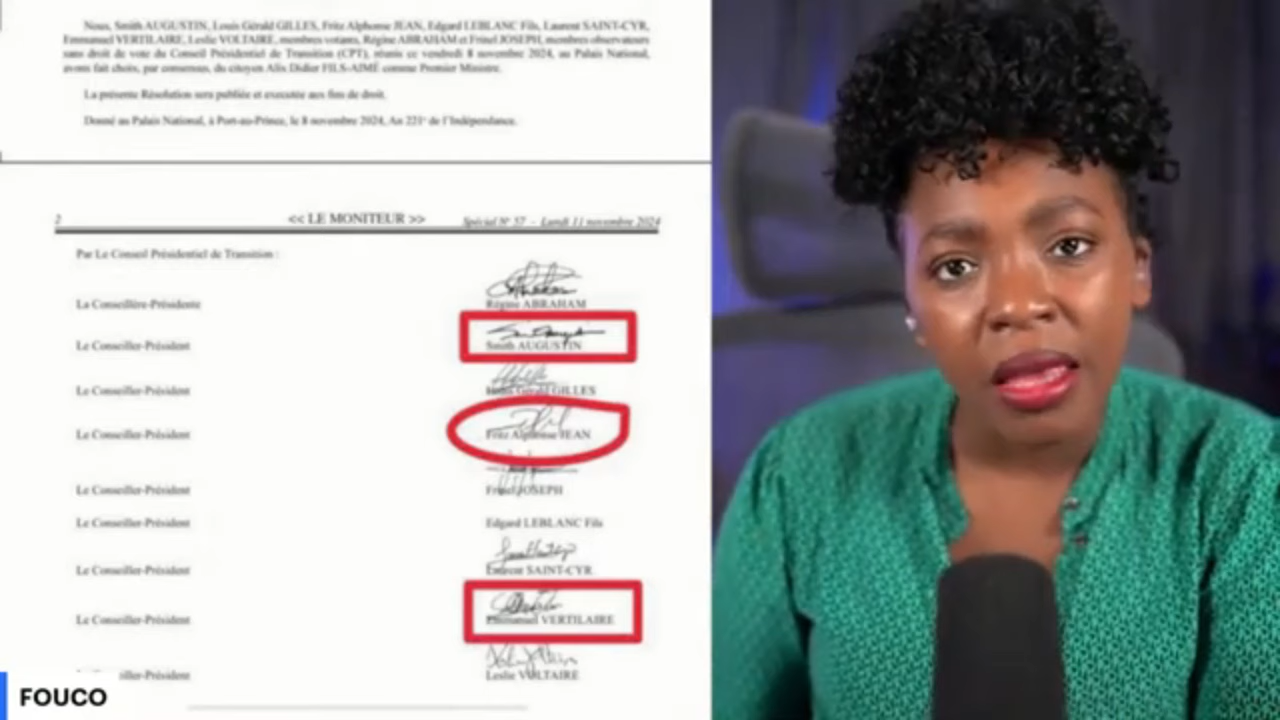 Nous, Smith AUGUSTIN, Louis Gérald GILLES, Fritz Alphonse JEAN, Edgard LEBLANC Fils, Laurent SAINT-CYR,
Emmanuel VERTILAIRE, Leslie VOLTAIRE, membres votants, Régine ABRAHAM et Frinel JOSEPH, membres observateurs
sans droit de vote du Conseil Présidentiel de Transition (CPT), réunis ce vendredi 8 novembre 2024, au Palais National,
avons fait choix, par consensus, du citoyen Alix Didier FILS-AIMÉ comme Premier Ministre.
La présente Résolution sera publiée et exécutée aux fins de droit.
Donné au Palais National, à Port-au-Prince, le 8 novembre 2024, An 221e de l'Indépendance.
2 << LE MONITEUR >> Spécial Nº 57 - Lundi 11 novembre 2024
Par Le Conseil Présidentiel de Transition :
La Conseillère-Présidente Régine ABRAHAM
Le Conseiller-Président Smith AUGUSTIN
Le Conseiller-Président Gérald GILLES
Le Conseiller-Président Fritz Alphonse JEAN
Le Conseiller-Président Frinel JOSEPH
Le Conseiller-Président Edgard LEBLANC Fils
Le Conseiller-Président Laurent SAINT-CYR
Le Conseiller-Président Emmanuel VERTILAIRE
iller-Président Leslie VOLTAIRE
FOUCO